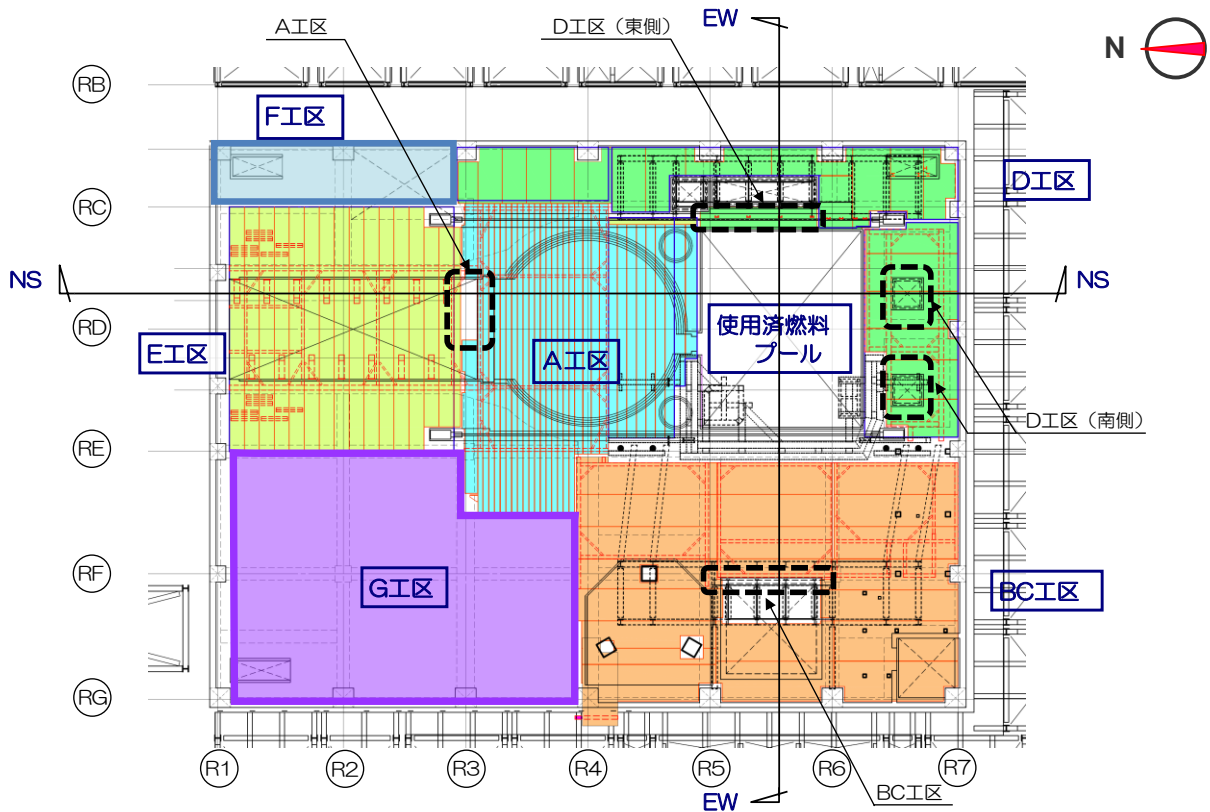 EW
A工区
D工区（東側）
N
RB
F工区
D工区
RC
NS
NS
RD
使用済燃料
プール
E工区
A工区
D工区（南側）
RE
RF
G工区
BC工区
RG
R1
R2
R3
R4
R5
R6
R7
BC工区
EW